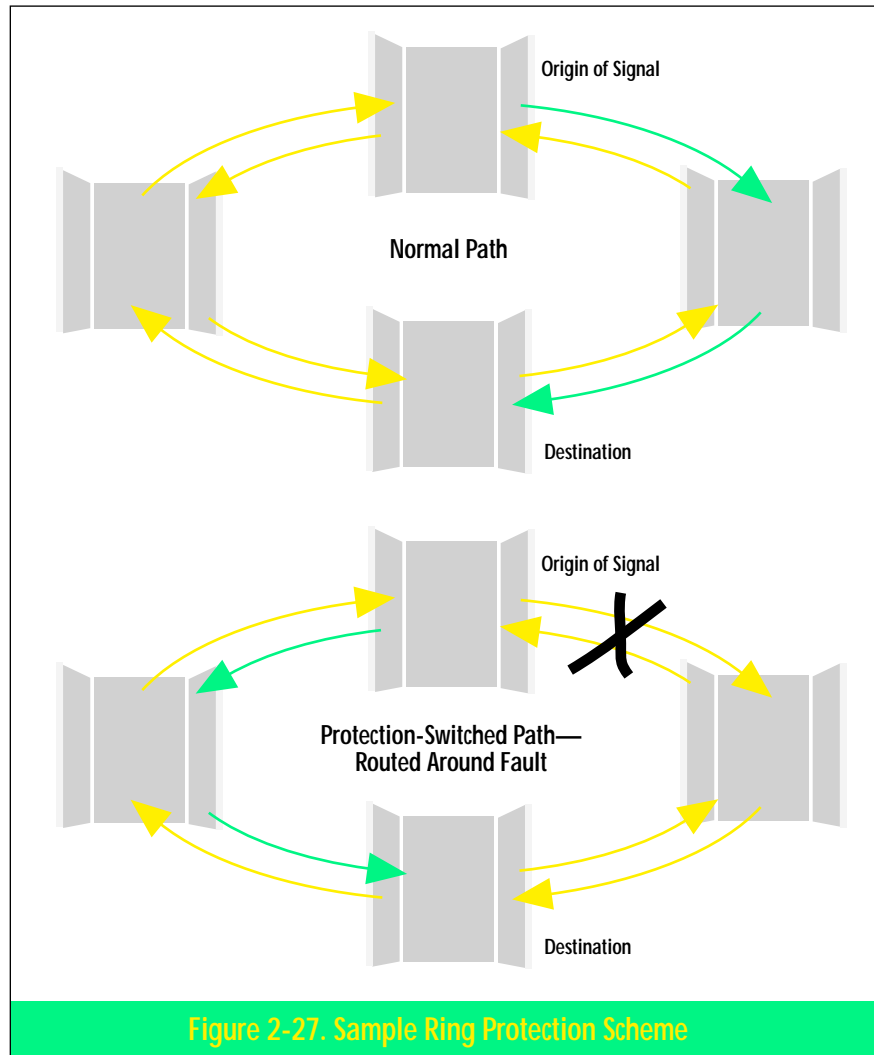 Origin of Signal
Normal Path
Destination
Origin of Signal
Protection-Switched Path—
Routed Around Fault
Destination
Figure 2-27. Sample Ring Protection Scheme